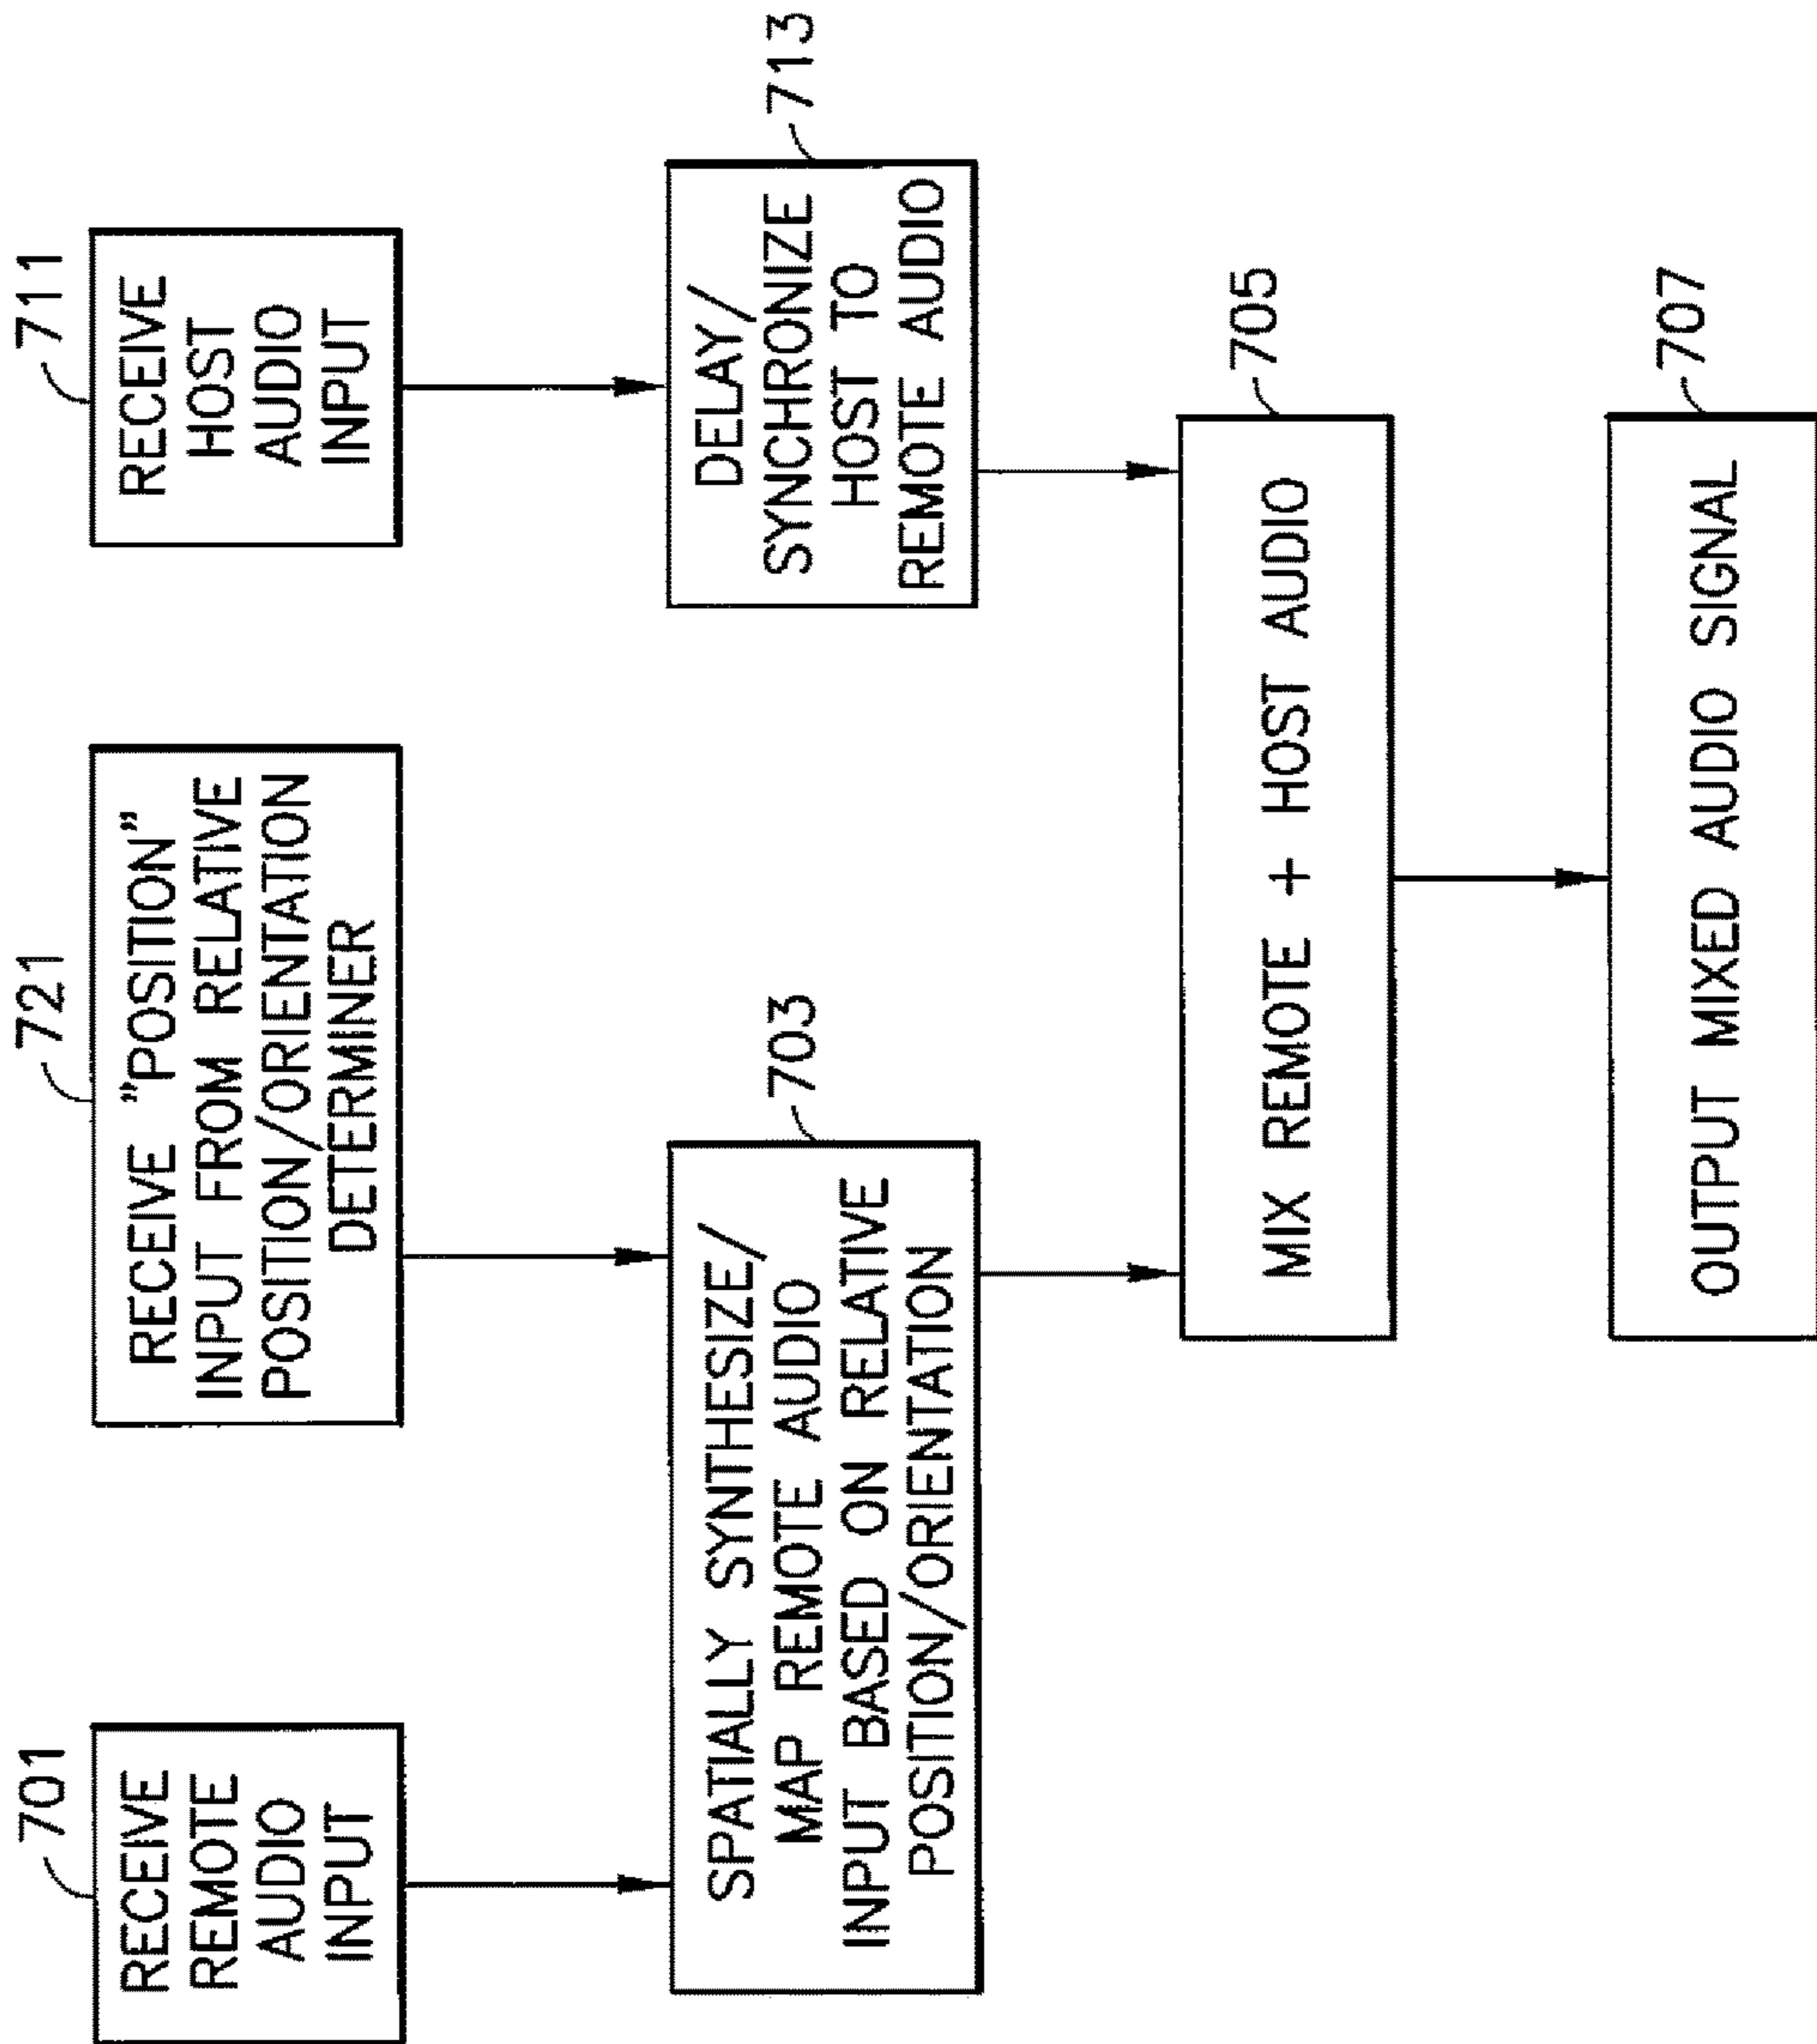 701
RECEIVE
REMOTE
AUDIO
INPUT
721
RECEIVE "POSITION"
INPUT FROM RELATIVE
POSITION/ORIENTATION
DETERMINER
711
RECEIVE
HOST
AUDIO
INPUT
703
SPATIALLY SYNTHESIZE/
MAP REMOTE AUDIO
INPUT BASED ON RELATIVE
POSITION/ORIENTATION
713
DELAY/
SYNCHRONIZE
HOST TO
REMOTE AUDIO
705
MIX REMOTE + HOST AUDIO
707
OUTPUT MIXED AUDIO SIGNAL